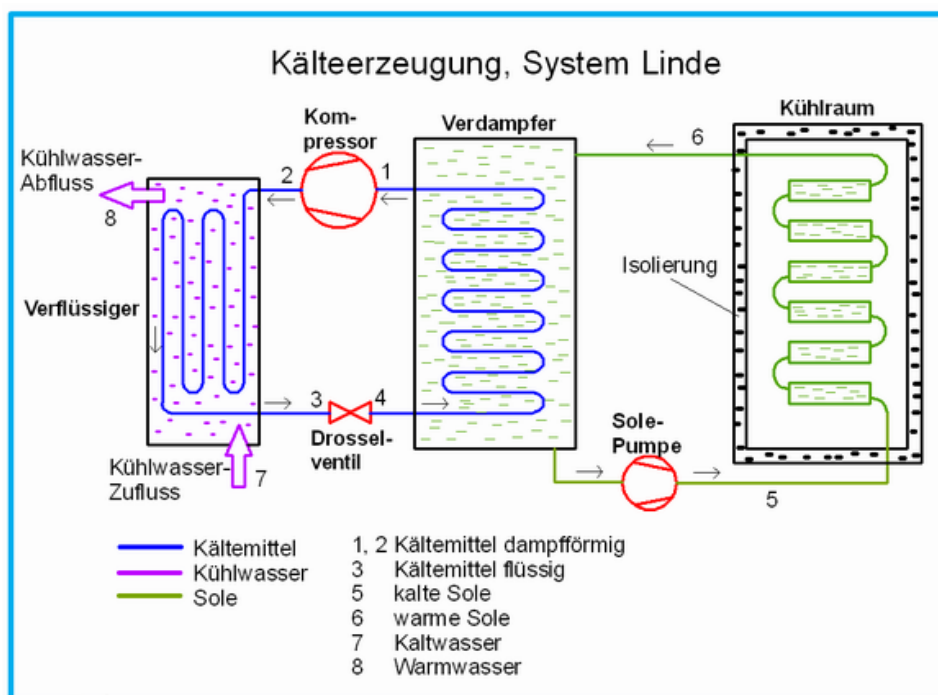 Kälteerzeugung, System Linde
Kom-
pressor
Verdampfer
Kühlraum
Kühlwasser-
Abfluss
8
2
1
6
Isolierung
Verflüssiger
3
4
Drossel-
ventil
Sole-
Pumpe
Kühlwasser-
Zufluss
7
5
Kältemittel
Kühlwasser
Sole
1, 2 Kältemittel dampfförmig
3 Kältemittel flüssig
5 kalte Sole
6 warme Sole
7 Kaltwasser
8 Warmwasser